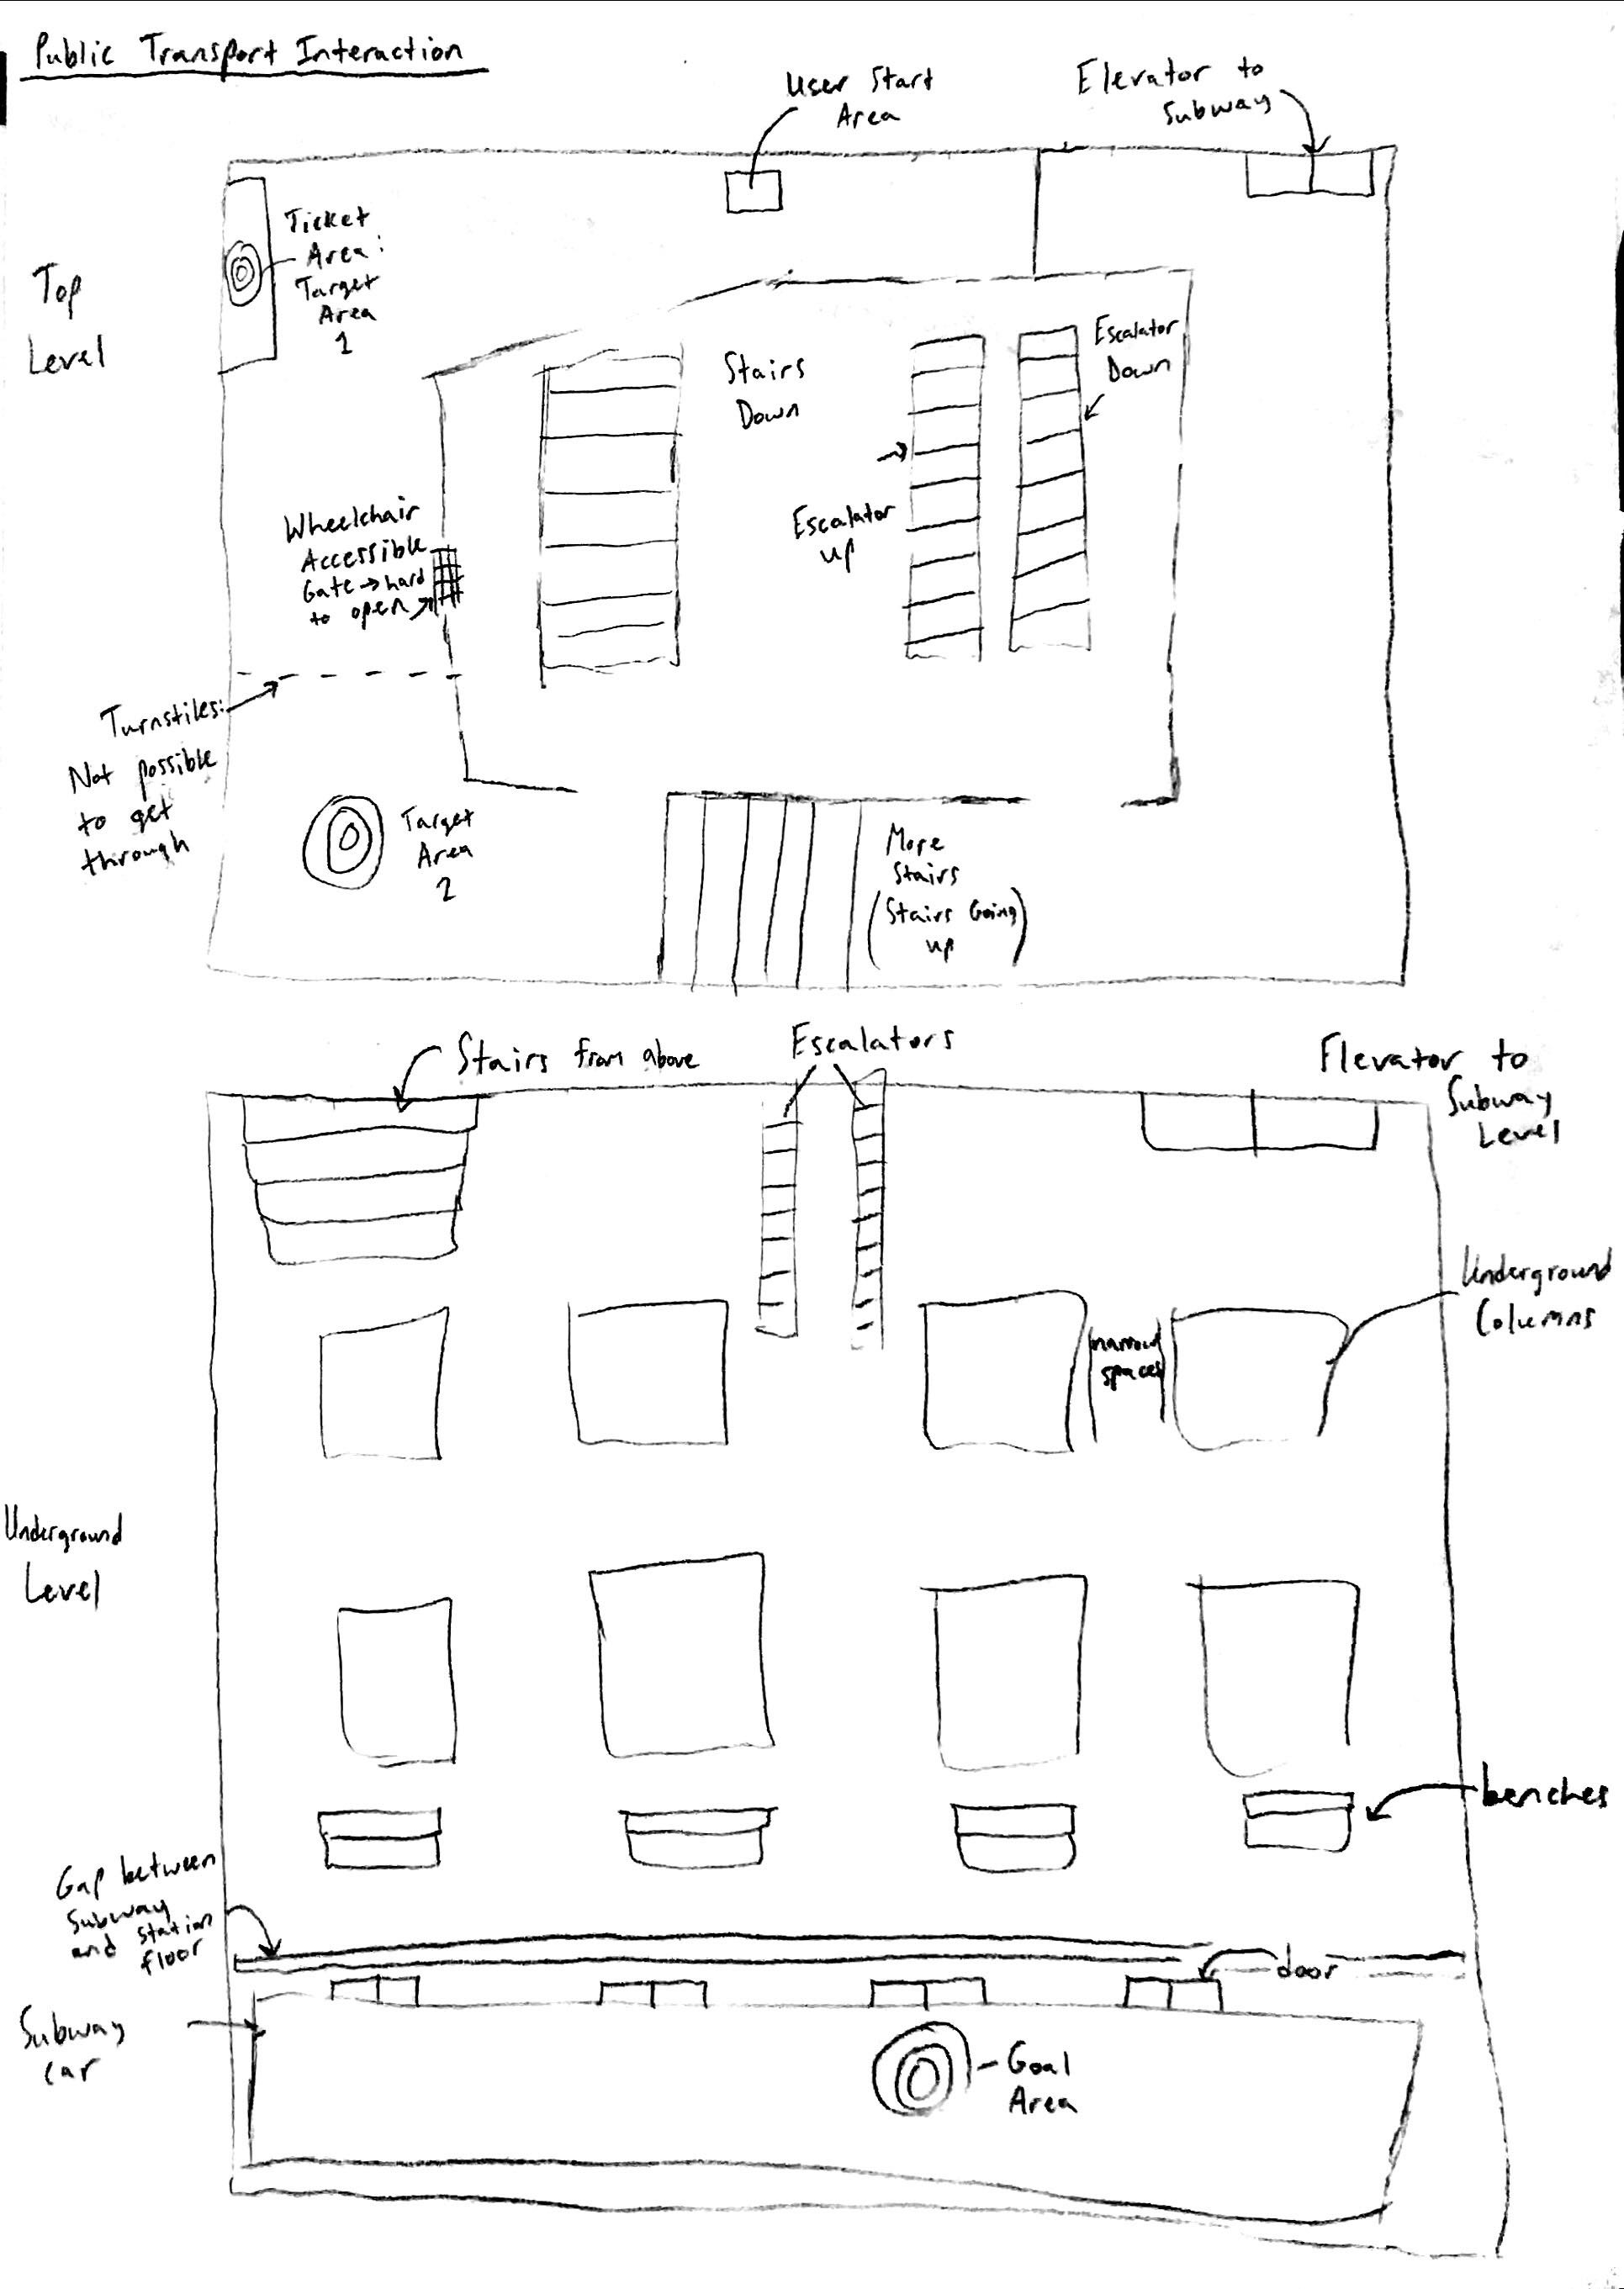 Public Transport Interaction
User Start
Area
Elevator to
Subway
Ticket
Area:
Target
Area
1
Top
Level
Stairs
Down
Escalator
Down
Escalator
up
Wheelchair
Accessible
Gate → hard
to open
Turnstiles:
Not possible
to get
through
Target
Area
2
More
Stairs
(Stairs Going
up)
Stairs from above
Escalators
Elevator to
Subway
Level
Underground
Columns
narrow
spaces
Underground
Level
benches
Gap between
Subway
and station
floor
door
Subway
Car
Goal
Area